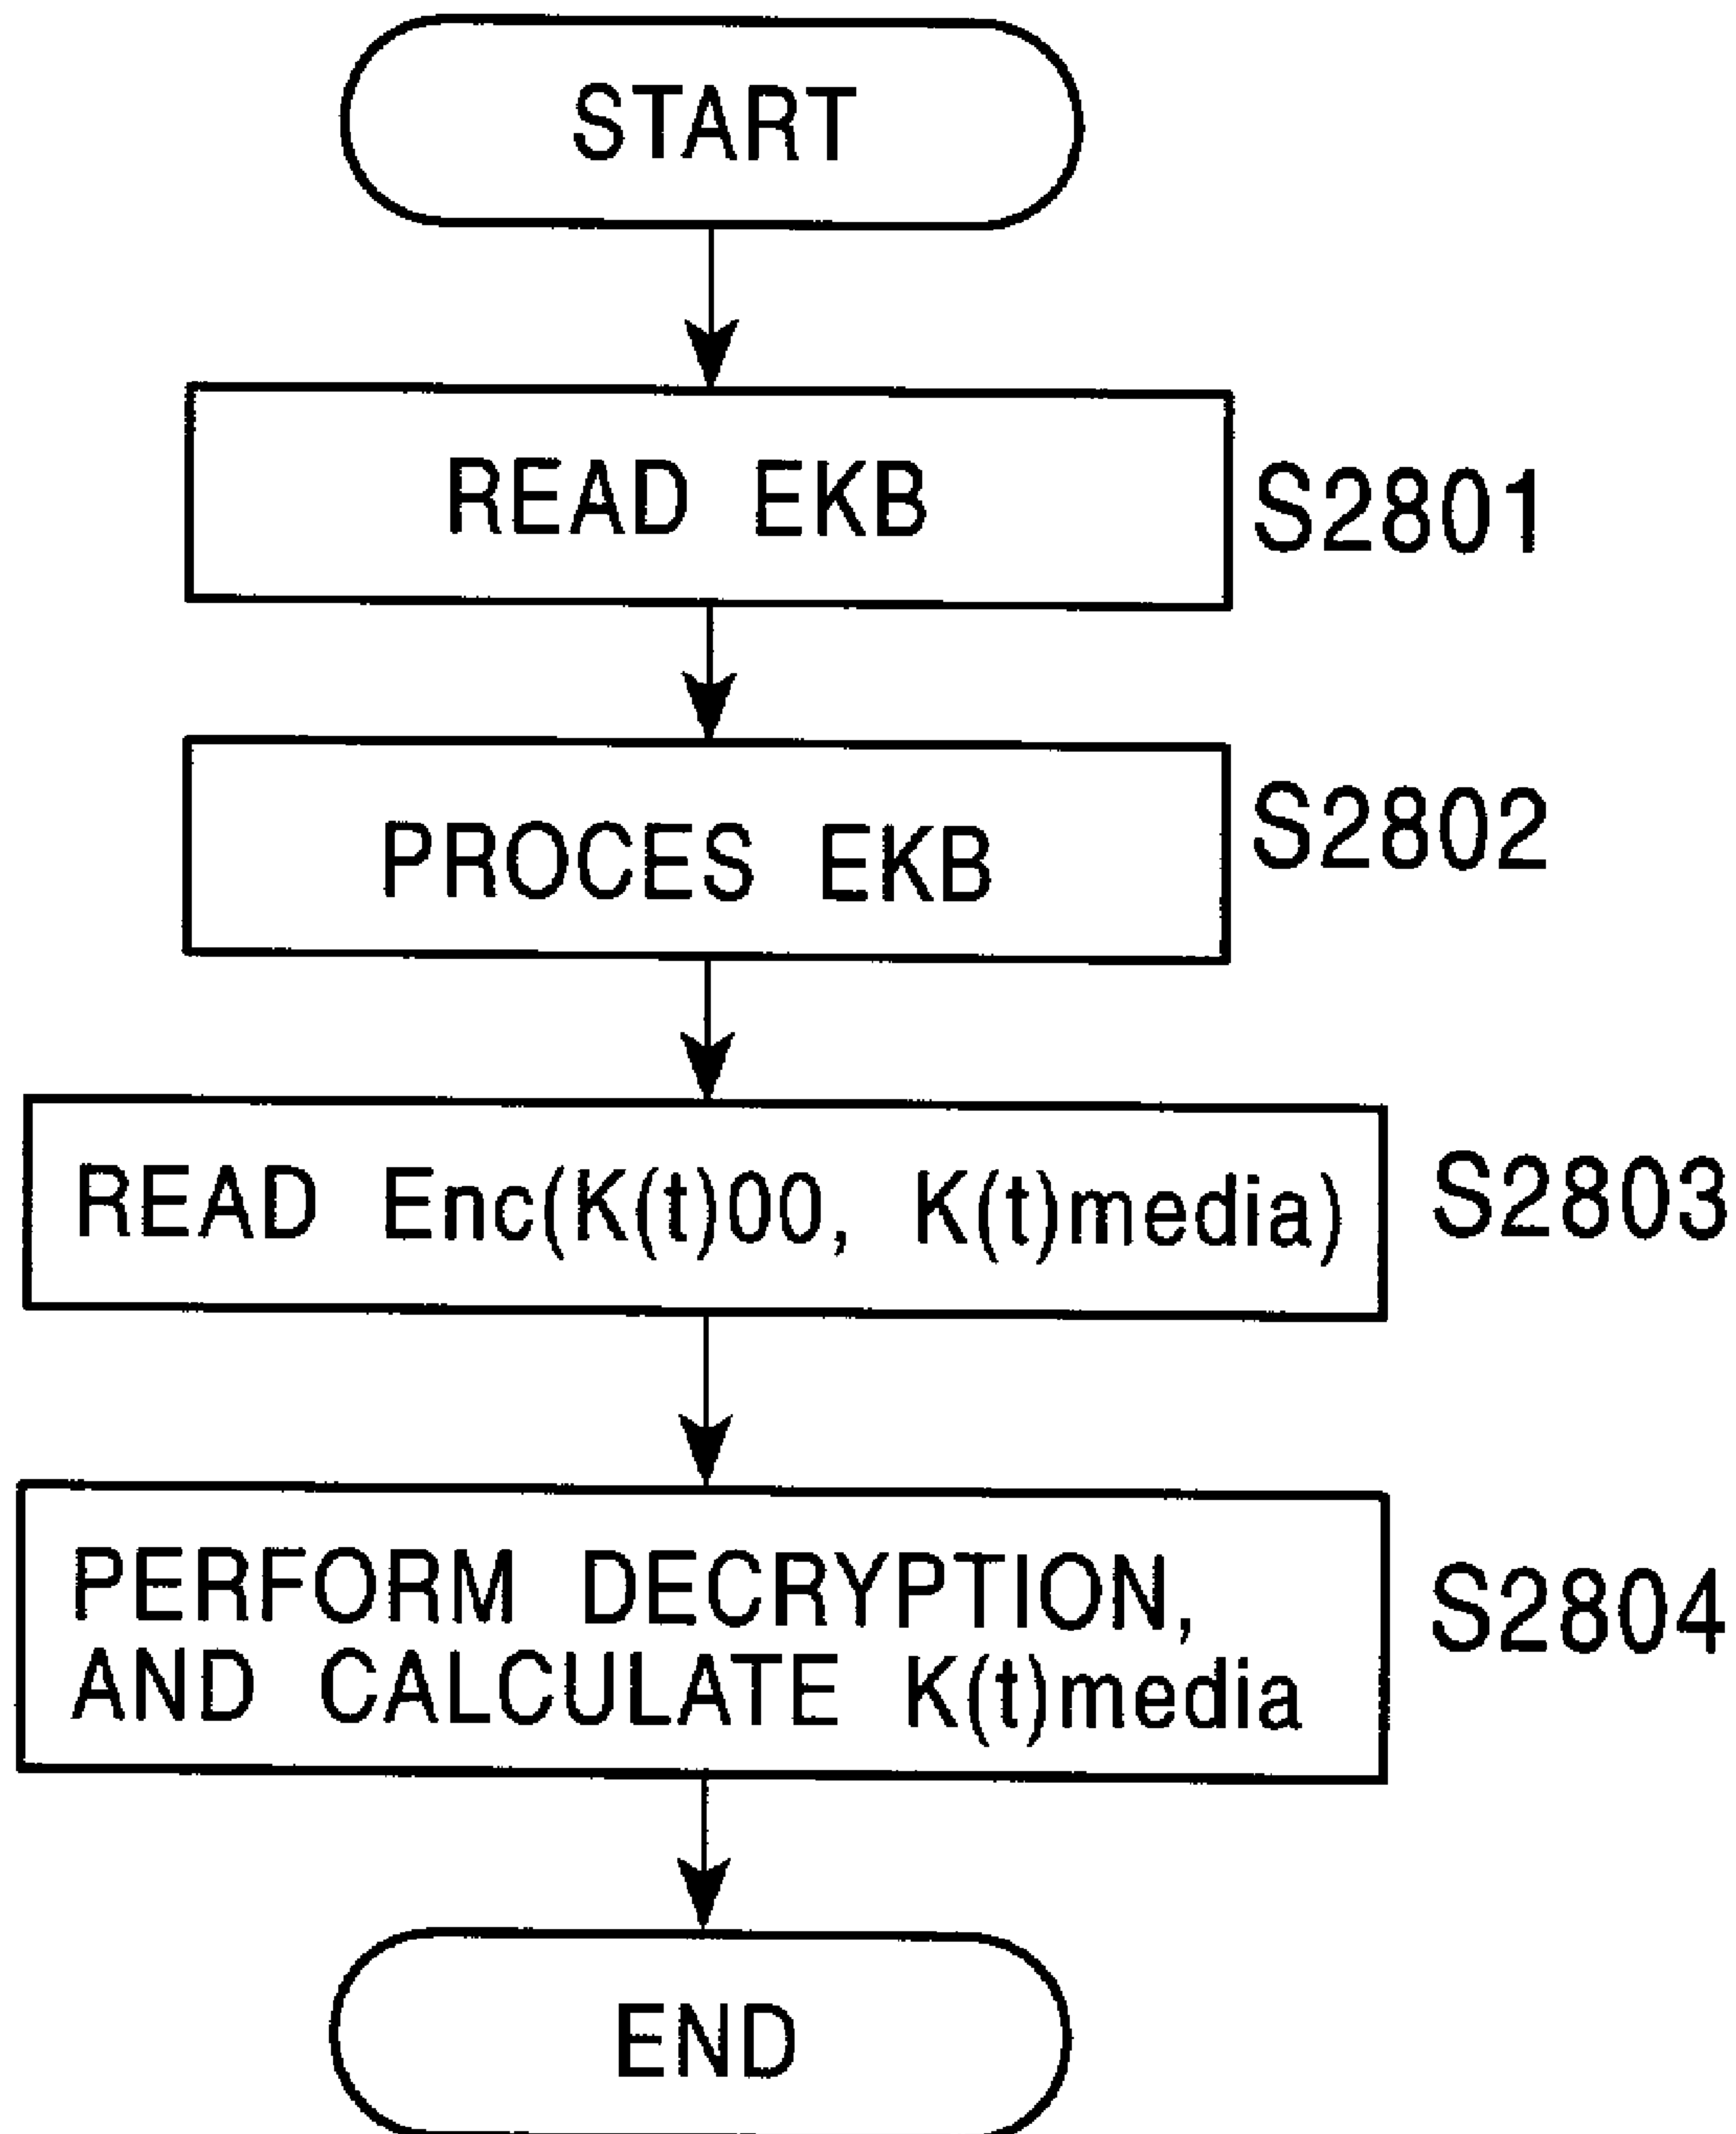 START
READ EKB
S2801
PROCES EKB
S2802
READ Enc(K(t)00, K(t)media)
S2803
PERFORM DECRYPTION,
AND CALCULATE K(t)media
S2804
END